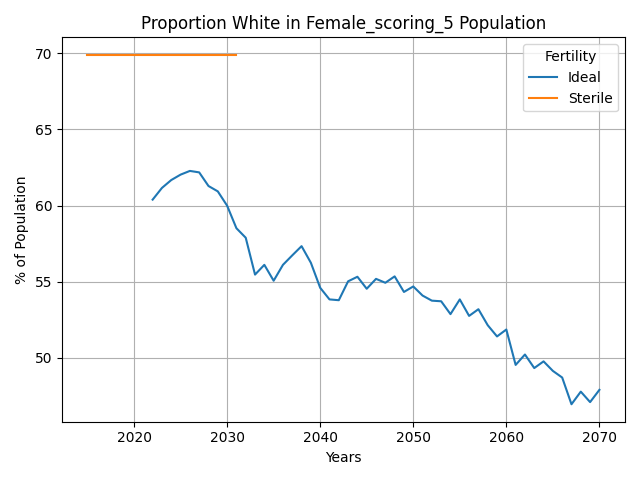 Proportion White in Female_scoring_5 Population
Fertility
Ideal
Sterile
% of Population
70
65
60
55
50
2020 2030 2040 2050 2060 2070
Years